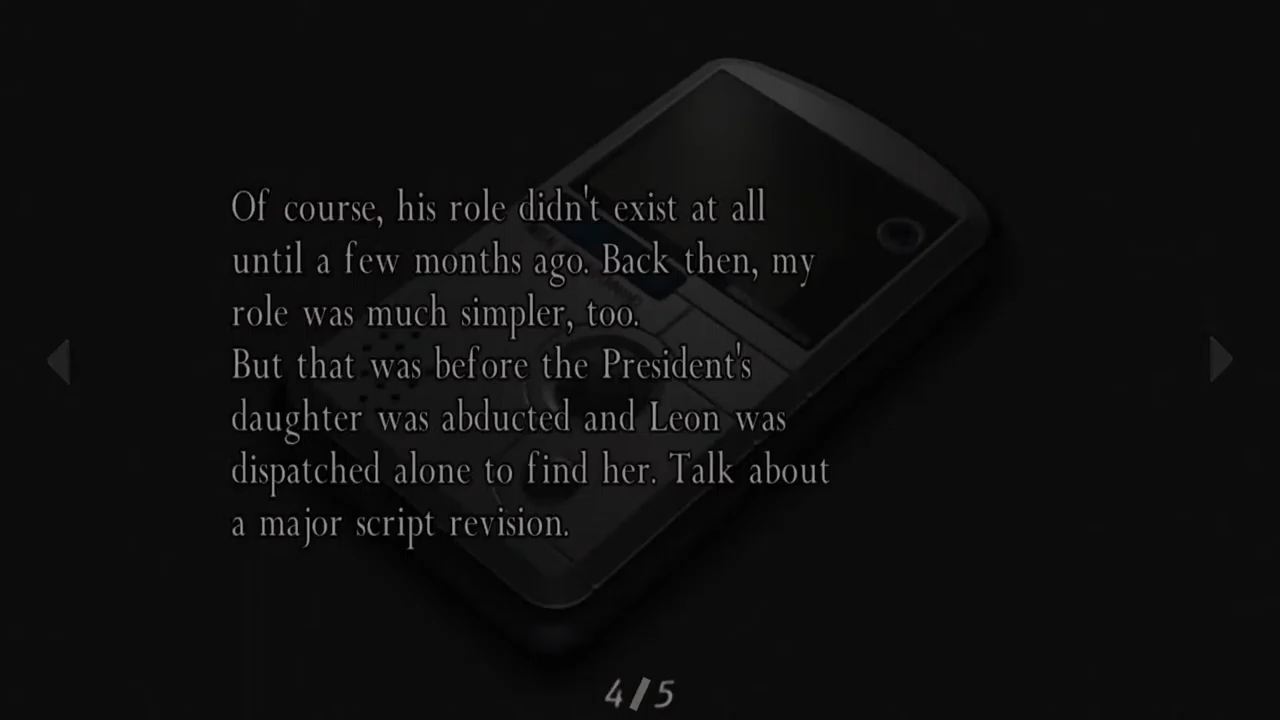 Of course, his role didn't exist at all
until a few months ago. Back then, my
role was much simpler, too.
But that was before the President's
daughter was abducted and Leon was
dispatched alone to find her. Talk about
a major script revision.
4/5